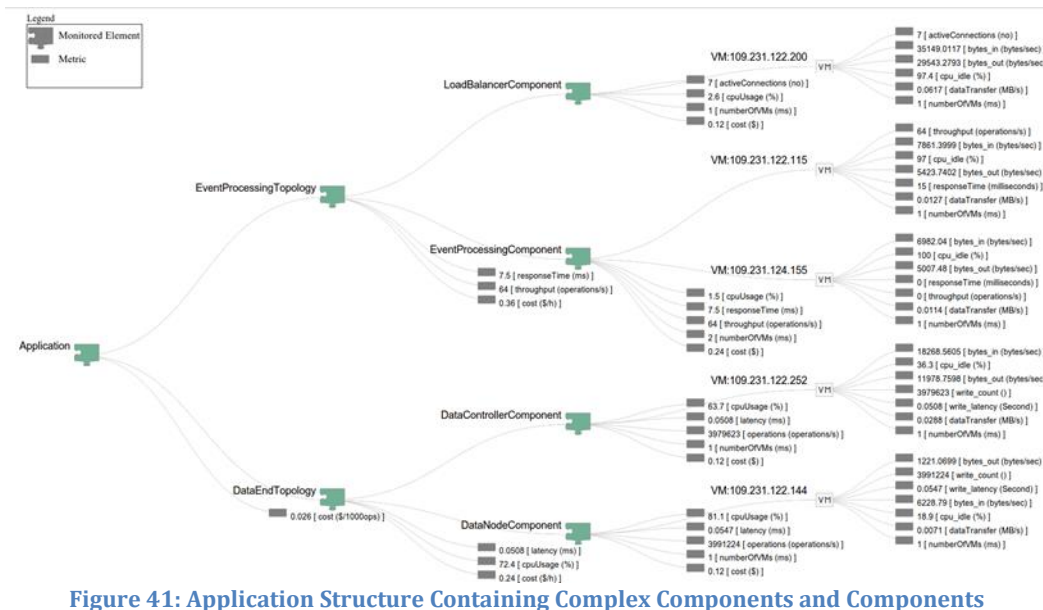 Legend
Monitored Element
Metric
Application
EventProcessingTopology
7.5 [ responseTime (ms) ]
64 [ throughput (operations/s) ]
0.36 [ cost ($/h) ]
DataEndTopology
0.026 [ cost ($/1000ops) ]
0.0508 [ latency (ms) ]
72.4 [ cpuUsage (%) ]
0.24 [ cost ($/h) ]
LoadBalancerComponent
7 [ activeConnections (no) ]
2.6 [ cpuUsage (%) ]
1 [ numberOfVMs (ms) ]
0.12 [ cost ($) ]
EventProcessingComponent
1.5 [ cpuUsage (%) ]
7.5 [ responseTime (ms) ]
64 [ throughput (operations/s) ]
2 [ numberOfVMs (ms) ]
0.24 [ cost ($) ]
DataControllerComponent
63.7 [ cpuUsage (%) ]
0.0508 [ latency (ms) ]
3979623 [ operations (operations/s) ]
1 [ numberOfVMs (ms) ]
0.12 [ cost ($) ]
DataNodeComponent
81.1 [ cpuUsage (%) ]
0.0547 [ latency (ms) ]
3991224 [ operations (operations/s) ]
1 [ numberOfVMs (ms) ]
0.12 [ cost ($) ]
VM:109.231.122.200
VM
7 [ activeConnections (no) ]
35149.0117 [ bytes_in (bytes/sec) ]
29543.2793 [ bytes_out (bytes/sec
97.4 [ cpu_idle (%) ]
0.0617 [ dataTransfer (MB/s) ]
1 [ numberOfVMs (ms) ]
VM:109.231.122.115
VM
64 [ throughput (operations/s) ]
7861.3999 [ bytes_in (bytes/sec) ]
97 [ cpu_idle (%) ]
5423.7402 [ bytes_out (bytes/sec) ]
15 [ responseTime (milliseconds) ]
0.0127 [ dataTransfer (MB/s) ]
1 [ numberOfVMs (ms) ]
VM:109.231.124.155
VM
6982.04 [ bytes_in (bytes/sec) ]
100 [ cpu_idle (%) ]
5007.48 [ bytes_out (bytes/sec) ]
0 [ responseTime (milliseconds) ]
0 [ throughput (operations/s) ]
0.0114 [ dataTransfer (MB/s) ]
1 [ numberOfVMs (ms) ]
VM:109.231.122.252
VM
18268.5605 [ bytes_in (bytes/sec) ]
36.3 [ cpu_idle (%) ]
11978.7598 [ bytes_out (bytes/sec
3979623 [ write_count () ]
0.0508 [ write_latency (Second) ]
0.0288 [ dataTransfer (MB/s) ]
1 [ numberOfVMs (ms) ]
VM:109.231.122.144
VM
1221.0699 [ bytes_out (bytes/sec)
3991224 [ write_count () ]
0.0547 [ write_latency (Second) ]
6228.79 [ bytes_in (bytes/sec) ]
18.9 [ cpu_idle (%) ]
0.0071 [ dataTransfer (MB/s) ]
1 [ numberOfVMs (ms) ]
Figure 41: Application Structure Containing Complex Components and Components